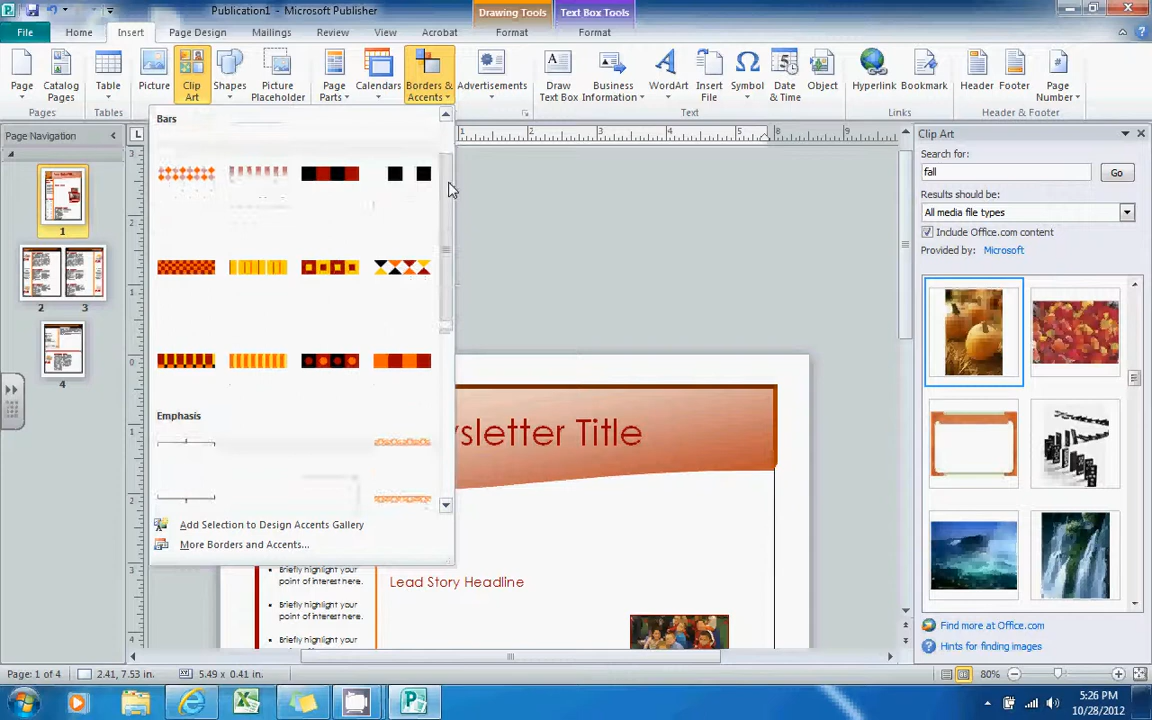 Publication1 - Microsoft Publisher
Drawing Tools
Text Box Tools
File
Home
Insert
Page Design
Mailings
Review
View
Acrobat
Format
Format
Page
Catalog Pages
Table
Picture
Clip Art
Shapes
Picture Placeholder
Page Parts
Calendars
Borders & Accents
Advertisements
Draw Text Box
Business Information
WordArt
Insert File
Symbol
Date & Time
Object
Hyperlink
Bookmark
Header
Footer
Page Number
Pages
Tables
Text
Links
Header & Footer
Page Navigation
1
2
3
4
Bars
Emphasis
Add Selection to Design Accents Gallery
More Borders and Accents...
sletter Title
Lead Story Headline
Briefly highlight your
point of interest here.
Briefly highlight your
point of interest here.
Briefly highlight your
Clip Art
Search for:
fall
Go
Results should be:
All media file types
Include Office.com content
Provided by: Microsoft
Find more at Office.com
Hints for finding images
Page: 1 of 4
2.41, 7.53 in.
5.49 x 0.41 in.
80%
5:26 PM
10/28/2012